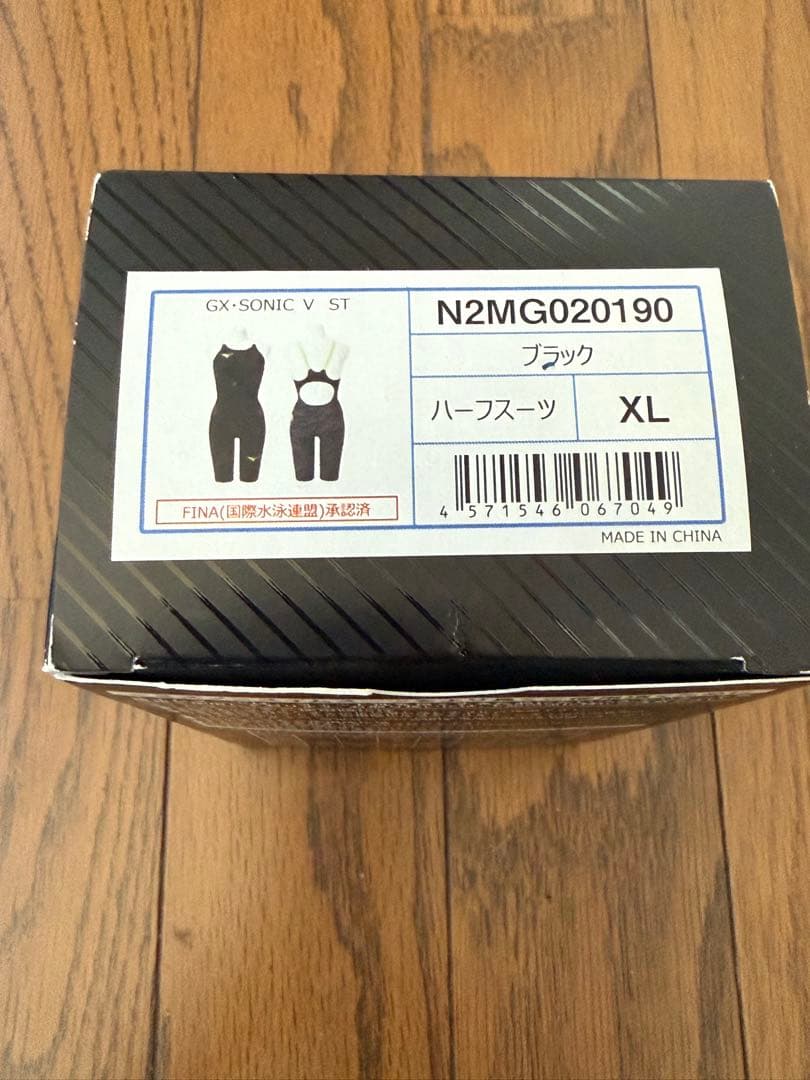 GX・SONIC V ST
FINA(国際水泳連盟)承認済
N2MG020190
ブラック
ハーフスーツ
XL
4 571546 067049
MADE IN CHINA